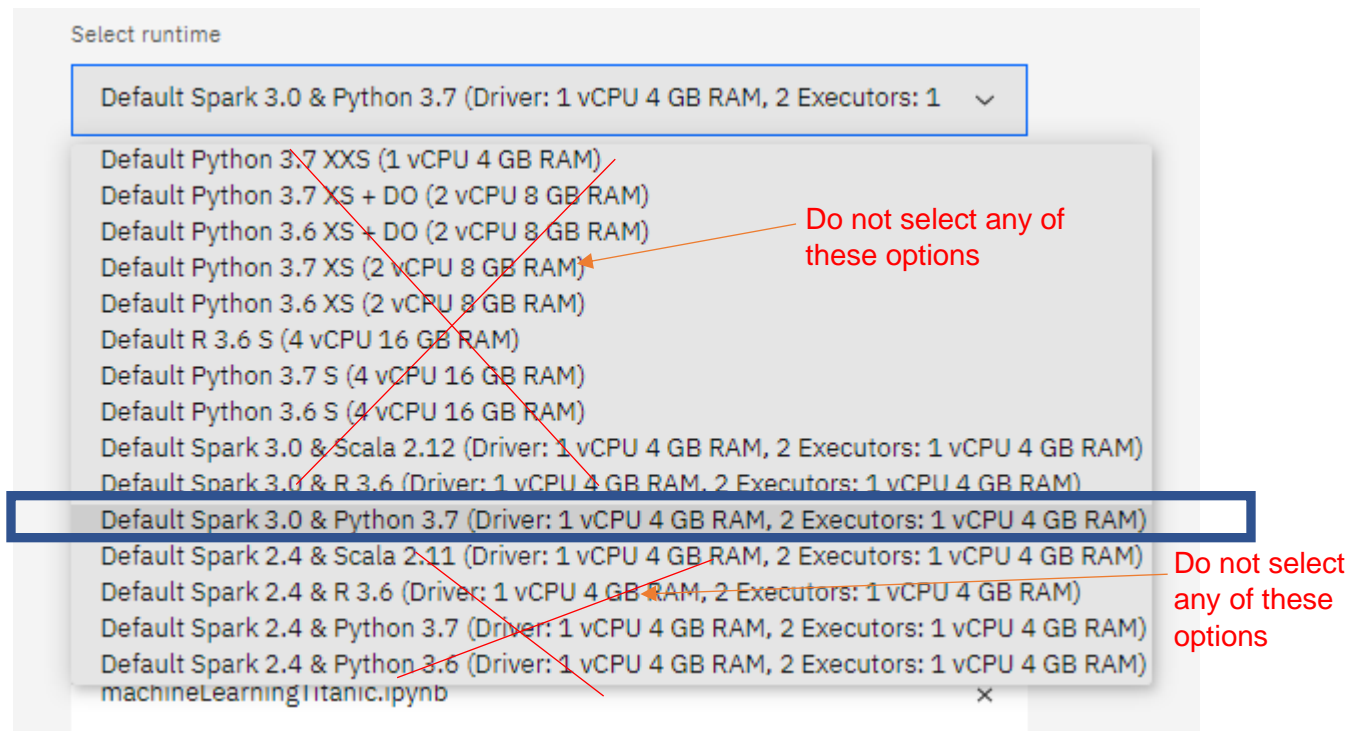 Select runtime
Default Spark 3.0 & Python 3.7 (Driver: 1 vCPU 4 GB RAM, 2 Executors: 1
Default Python 3.7 XXS (1 vCPU 4 GB RAM)
Default Python 3.7 XS + DO (2 vCPU 8 GB RAM)
Default Python 3.6 XS + DO (2 vCPU 8 GB RAM)
Default Python 3.7 XS (2 vCPU 8 GB RAM)
Default Python 3.6 XS (2 vCPU 8 GB RAM)
Default R 3.6 S (4 vCPU 16 GB RAM)
Default Python 3.7 S (4 vCPU 16 GB RAM)
Default Python 3.6 S (4 vCPU 16 GB RAM)
Default Spark 3.0 & Scala 2.12 (Driver: 1 vCPU 4 GB RAM, 2 Executors: 1 vCPU 4 GB RAM)
Default Spark 3.0 & R 3.6 (Driver: 1 vCPU 4 GB RAM, 2 Executors: 1 vCPU 4 GB RAM)
Default Spark 3.0 & Python 3.7 (Driver: 1 vCPU 4 GB RAM, 2 Executors: 1 vCPU 4 GB RAM)
Default Spark 2.4 & Scala 2.11 (Driver: 1 vCPU 4 GB RAM, 2 Executors: 1 vCPU 4 GB RAM)
Default Spark 2.4 & R 3.6 (Driver: 1 vCPU 4 GB RAM, 2 Executors: 1 vCPU 4 GB RAM)
Default Spark 2.4 & Python 3.7 (Driver: 1 vCPU 4 GB RAM, 2 Executors: 1 vCPU 4 GB RAM)
Default Spark 2.4 & Python 3.6 (Driver: 1 vCPU 4 GB RAM, 2 Executors: 1 vCPU 4 GB RAM)
machineLearningTitanic.ipynb
Do not select any of
these options
Do not select
any of these
options